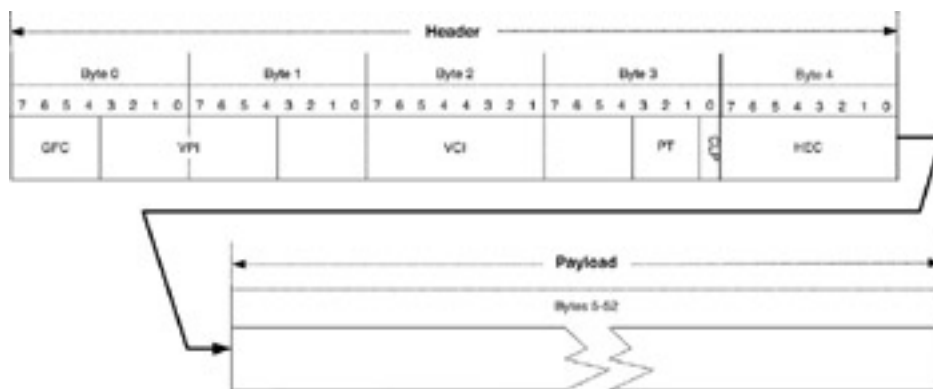 Header
Byte 0 Byte 1 Byte 2 Byte 3 Byte 4
7 6 5 4 3 2 1 0 7 6 5 4 3 2 1 0 7 6 5 4 3 2 1 7 6 5 4 3 2 1 0 7 6 5 4 3 2 1 0
GFC VPI VCI PT CLP HEC
Payload
Bytes 5-52